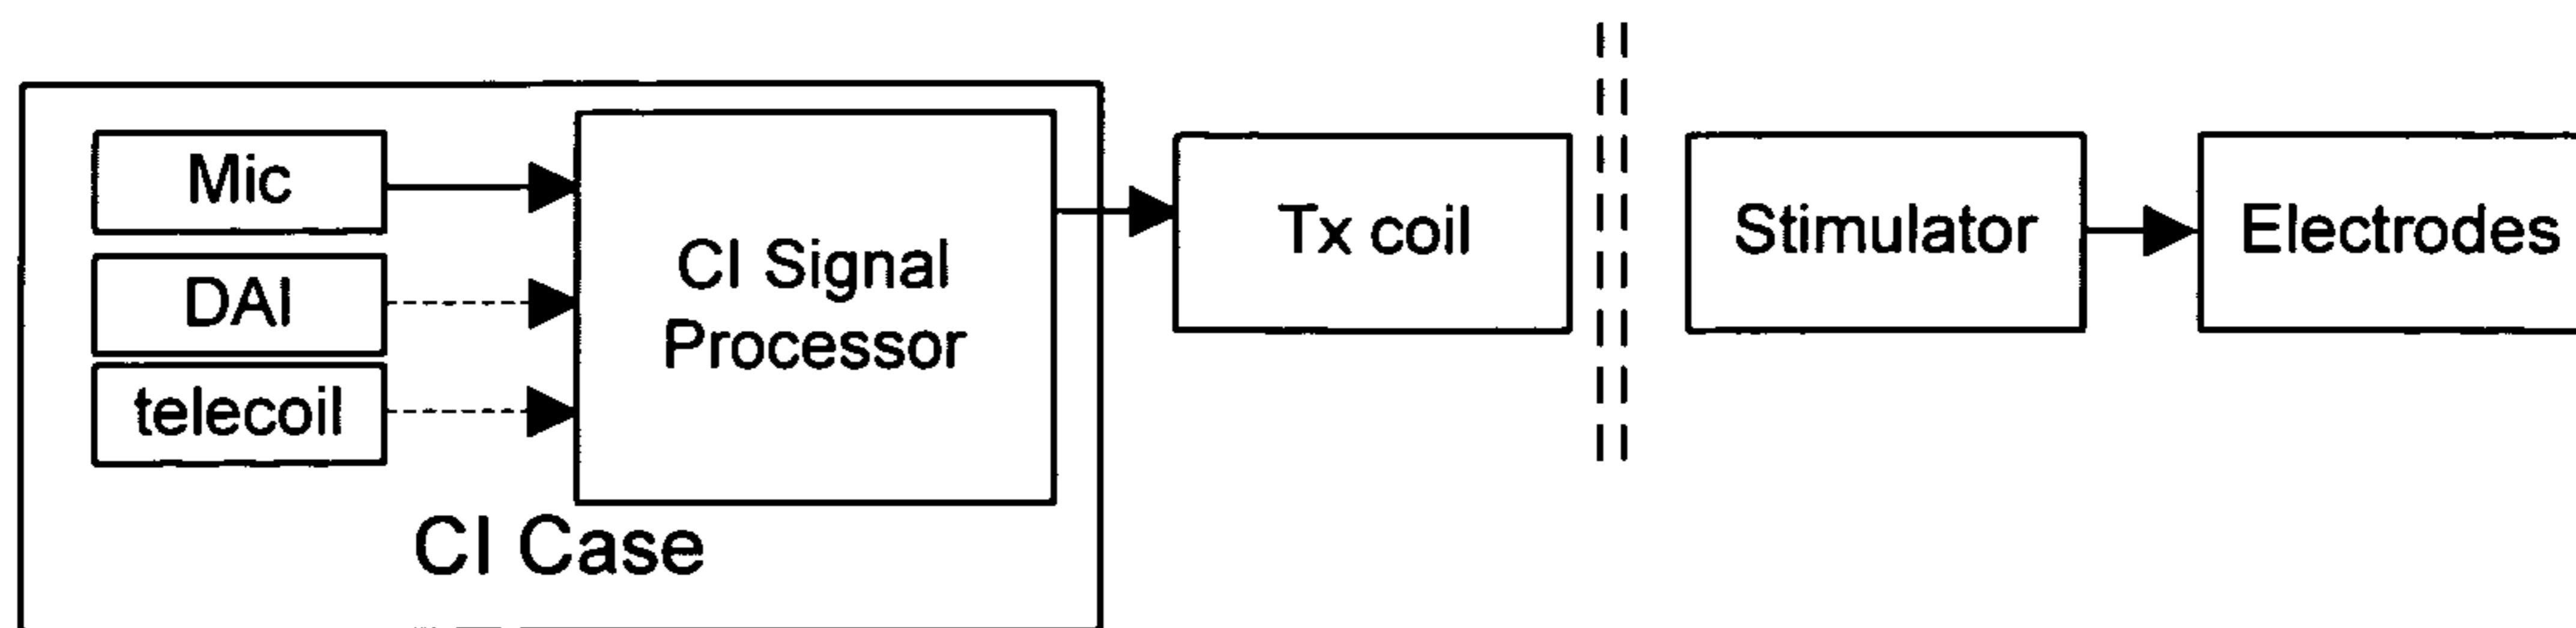 Mic
DAI
telecoil
CI Signal
Processor
CI Case
Tx coil
Stimulator
Electrodes